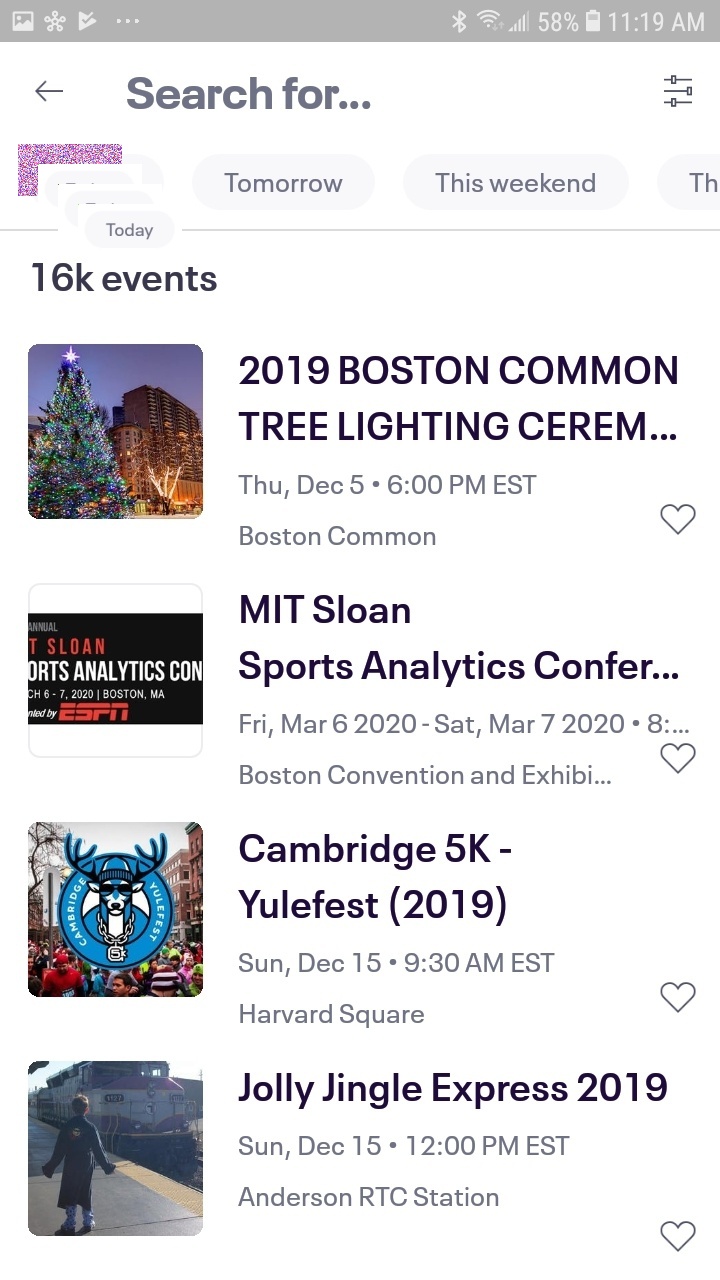 58% 11:19 AM
Search for...
Today
Tomorrow
This weekend
Th
16k events
2019 BOSTON COMMON
TREE LIGHTING CEREM...
Thu, Dec 5 • 6:00 PM EST
Boston Common
ANNUAL
T SLOAN
ORTS ANALYTICS CON
CH 6 - 7, 2020 | BOSTON, MA
nted by ESPN
MIT Sloan
Sports Analytics Confer...
Fri, Mar 6 2020 - Sat, Mar 7 2020 • 8:...
Boston Convention and Exhibi...
CAMBRIDGE
YULEFEST
5K
Cambridge 5K -
Yulefest (2019)
Sun, Dec 15 • 9:30 AM EST
Harvard Square
Jolly Jingle Express 2019
Sun, Dec 15 • 12:00 PM EST
Anderson RTC Station